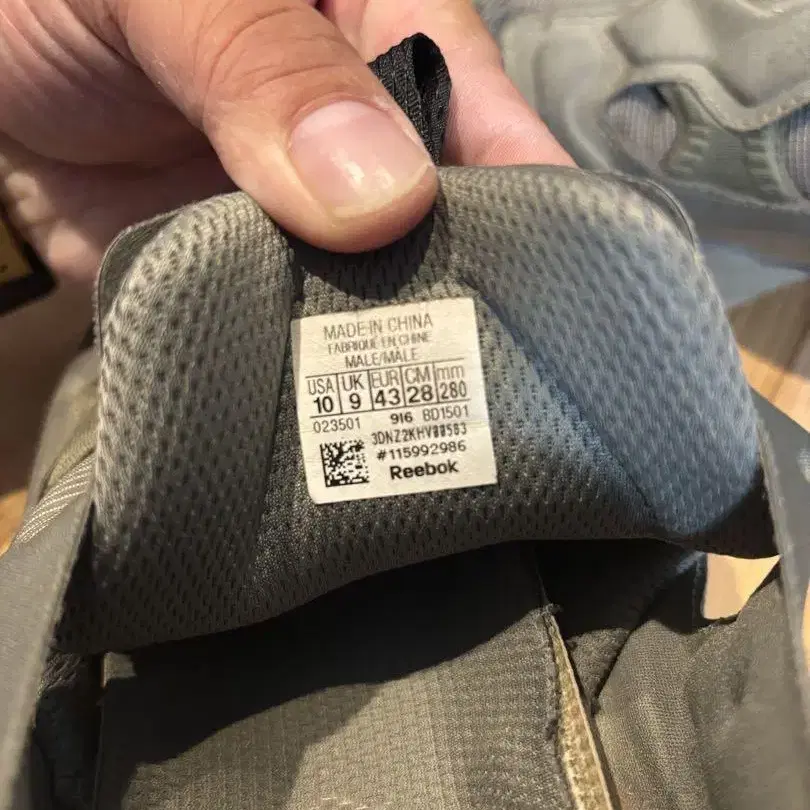 MADE IN CHINA
FABRIQUE EN CHINE
MALE/MALE
USA UK EUR CM mm
10 9 43 28 280
023501 916 BD1501
#115992986
Reebok